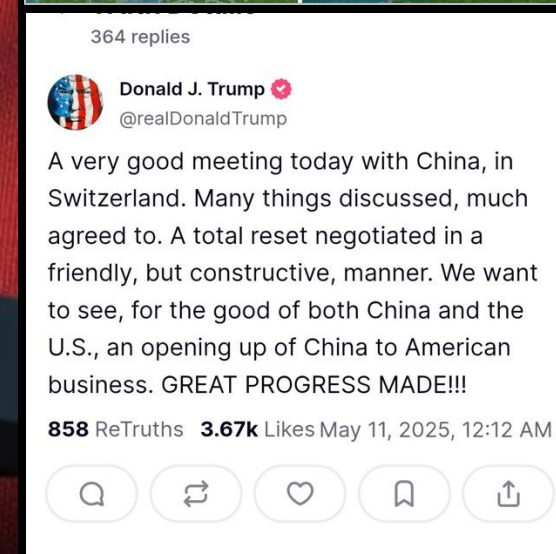 364 replies
Donald J. Trump
@realDonaldTrump
A very good meeting today with China, in
Switzerland. Many things discussed, much
agreed to. A total reset negotiated in a
friendly, but constructive, manner. We want
to see, for the good of both China and the
U.S., an opening up of China to American
business. GREAT PROGRESS MADE!!!
858 ReTruths 3.67k Likes May 11, 2025, 12:12 AM